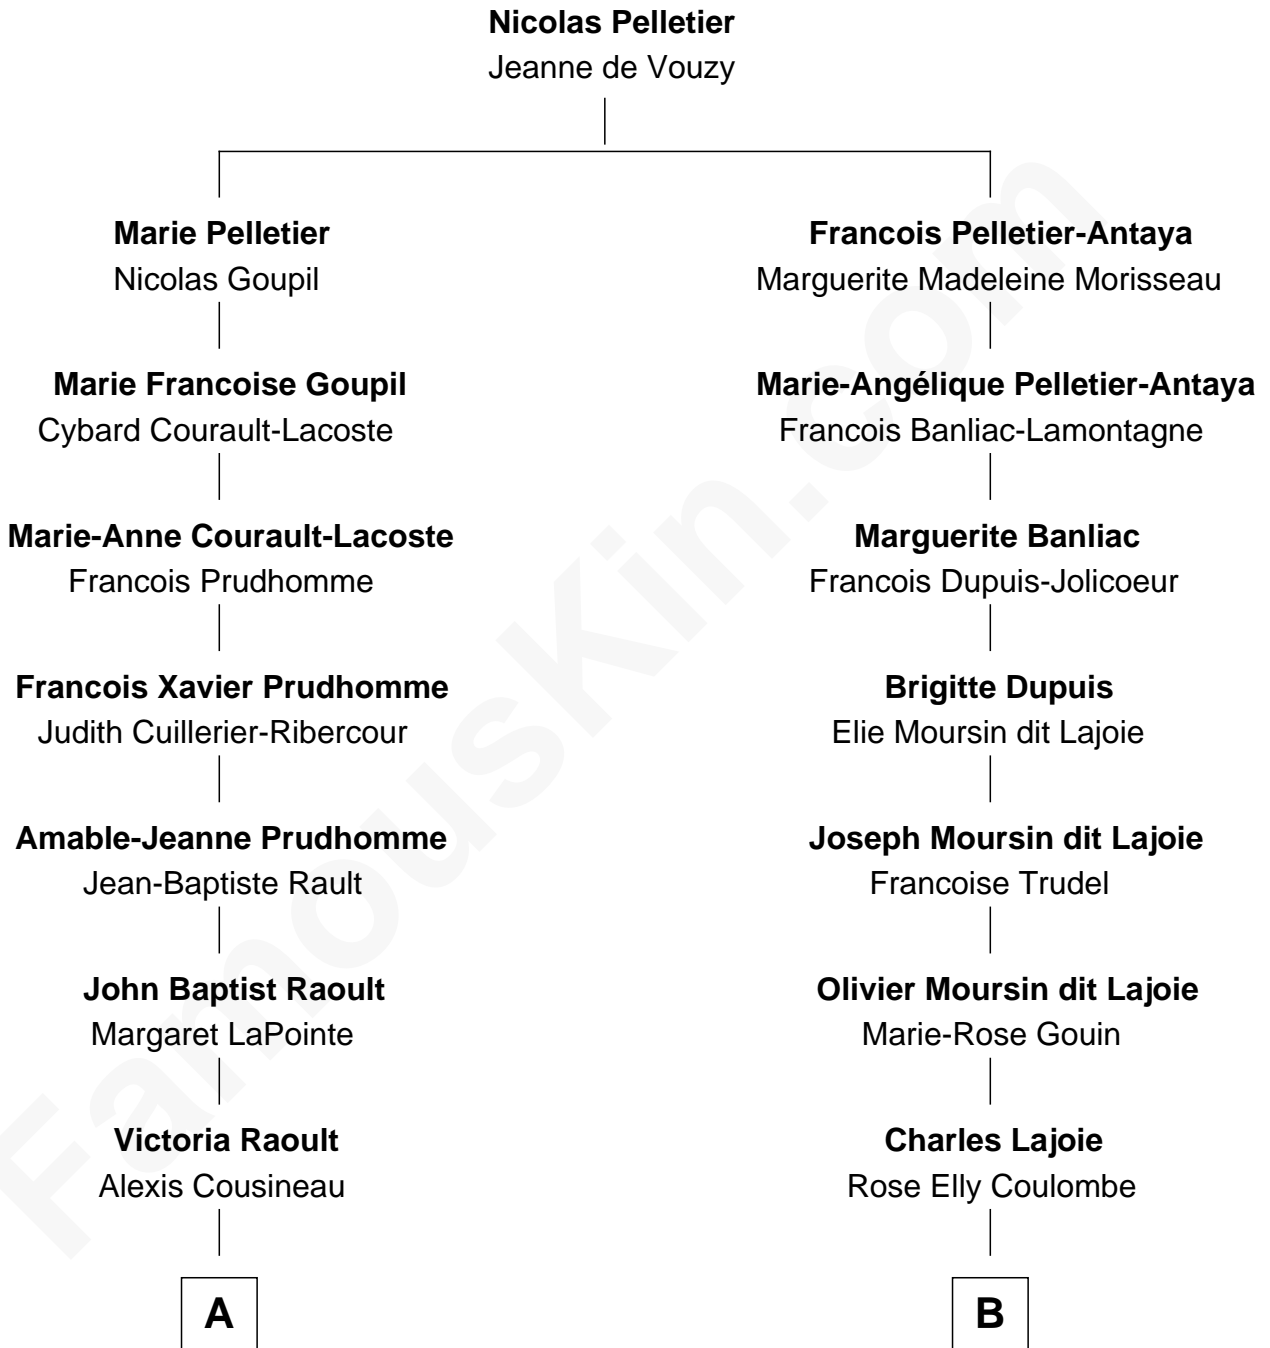 Nicolas Pelletier
Jeanne de Vouzy
Marie Pelletier
Nicolas Goupil
Marie Francoise Goupil
Cybard Courault-Lacoste
Marie-Anne Courault-Lacoste
Francois Prudhomme
Francois Xavier Prudhomme
Judith Cuillerier-Ribercour
Amable-Jeanne Prudhomme
Jean-Baptiste Rault
John Baptist Raoult
Margaret LaPointe
Victoria Raoult
Alexis Cousineau
A
Francois Pelletier-Antaya
Marguerite Madeleine Morisseau
Marie-Angélique Pelletier-Antaya
Francois Banliac-Lamontagne
Marguerite Banliac
Francois Dupuis-Jolicoeur
Brigitte Dupuis
Elie Moursin dit Lajoie
Joseph Moursin dit Lajoie
Francoise Trudel
Olivier Moursin dit Lajoie
Marie-Rose Gouin
Charles Lajoie
Rose Elly Coulombe
B
FamousKin.com